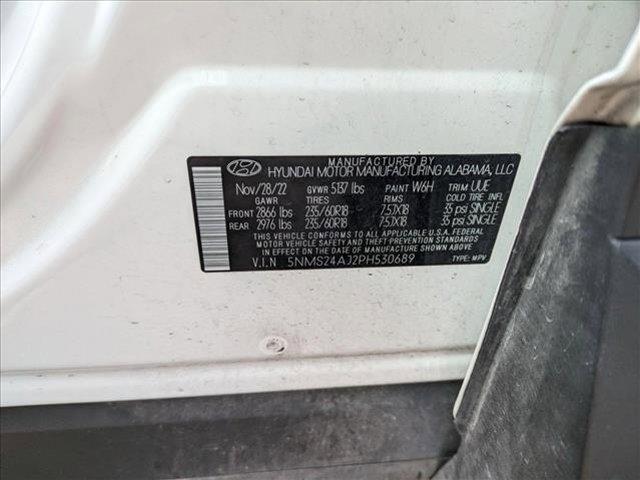 MANUFACTURED BY
HYUNDAI MOTOR MANUFACTURING ALABAMA, LLC
Nov/28/22 GVWR 5137 lbs PAINT W6H TRIM UUE
GAWR TIRES RIMS COLD TIRE INFL
FRONT 2866 lbs 235/60R18 7.5JX18 35 psi SINGLE
REAR 2976 lbs 235/60R18 7.5JX18 35 psi SINGLE
THIS VEHICLE CONFORMS TO ALL APPLICABLE U.S.A FEDERAL
MOTOR VEHICLE SAFETY AND THEFT PREVENTION STANDARDS
IN EFFECT ON THE DATE OF MANUFACTURE SHOWN ABOVE.
V.I.N 5NMS24AJ2PH530689 TYPE: MPV